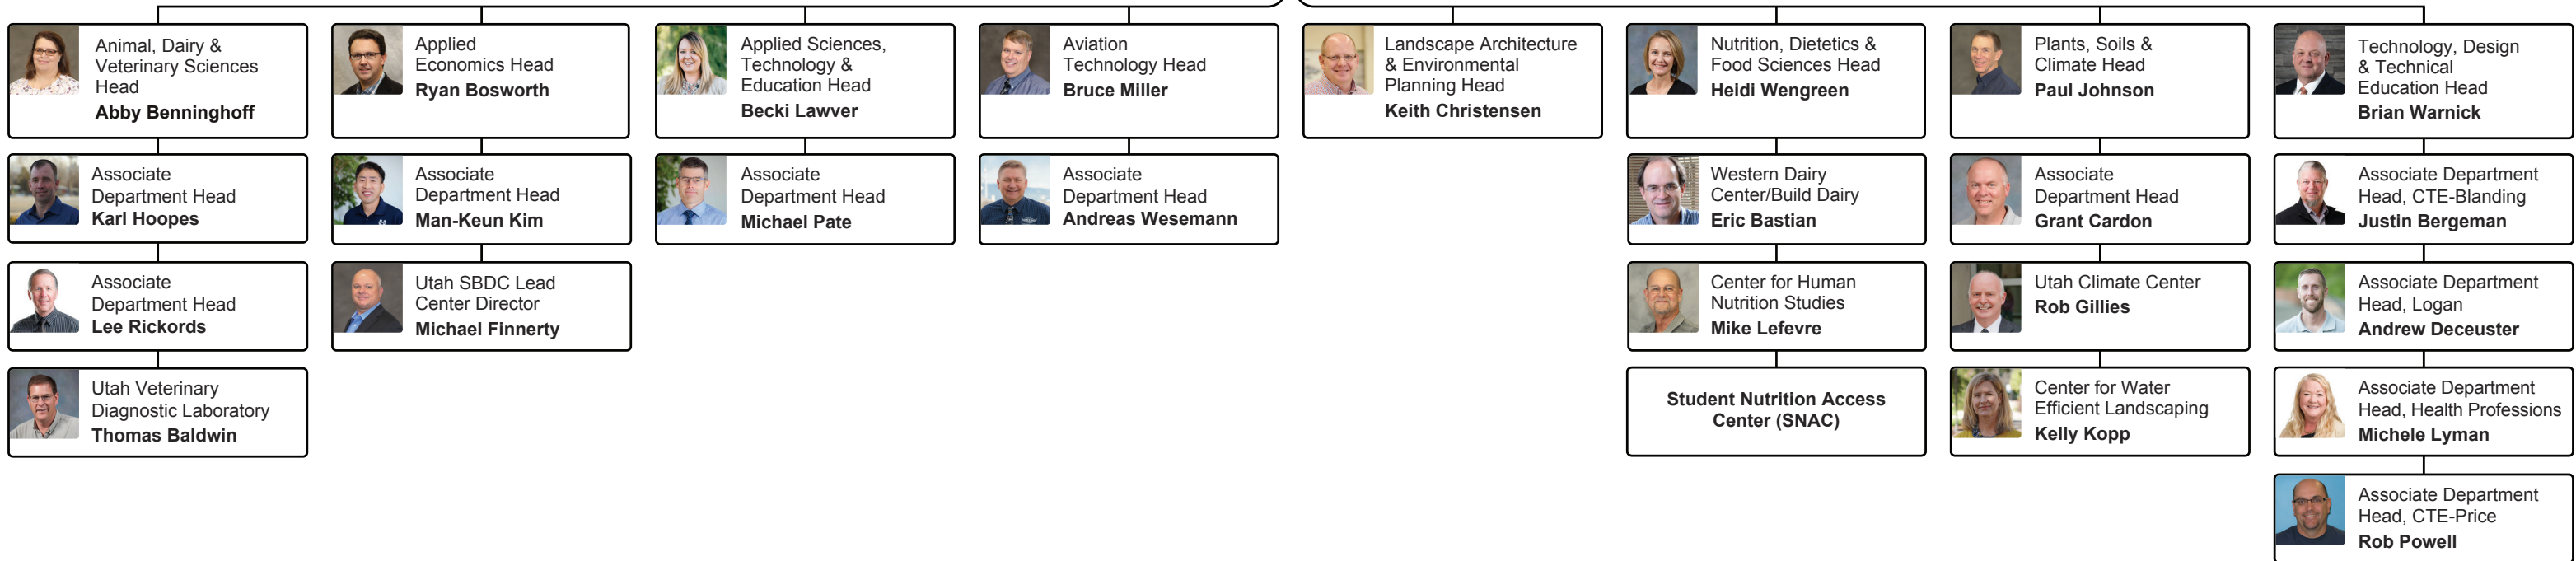 Animal, Dairy &
Veterinary Sciences
Head
Abby Benninghoff
Applied
Economics Head
Ryan Bosworth
Applied Sciences,
Technology &
Education Head
Becki Lawver
Aviation
Technology Head
Bruce Miller
Landscape Architecture
& Environmental
Planning Head
Keith Christensen
Nutrition, Dietetics &
Food Sciences Head
Heidi Wengreen
Plants, Soils &
Climate Head
Paul Johnson
Technology, Design
& Technical
Education Head
Brian Warnick
Associate
Department Head
Karl Hoopes
Associate
Department Head
Man-Keun Kim
Associate
Department Head
Michael Pate
Associate
Department Head
Andreas Wesemann
Western Dairy
Center/Build Dairy
Eric Bastian
Associate
Department Head
Grant Cardon
Associate Department
Head, CTE-Blanding
Justin Bergeman
Associate
Department Head
Lee Rickords
Utah SBDC Lead
Center Director
Michael Finnerty
Center for Human
Nutrition Studies
Mike Lefevre
Utah Climate Center
Rob Gillies
Associate Department
Head, Logan
Andrew Deceuster
Utah Veterinary
Diagnostic Laboratory
Thomas Baldwin
Student Nutrition Access
Center (SNAC)
Center for Water
Efficient Landscaping
Kelly Kopp
Associate Department
Head, Health Professions
Michele Lyman
Associate Department
Head, CTE-Price
Rob Powell